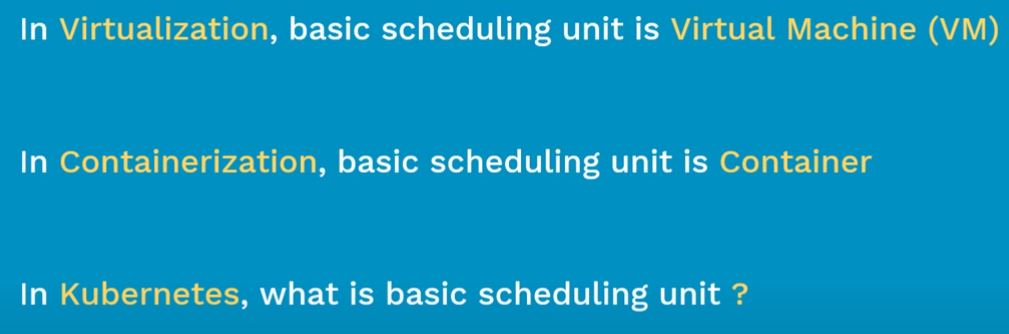 In Virtualization, basic scheduling unit is Virtual Machine (VM)
In Containerization, basic scheduling unit is Container
In Kubernetes, what is basic scheduling unit ?